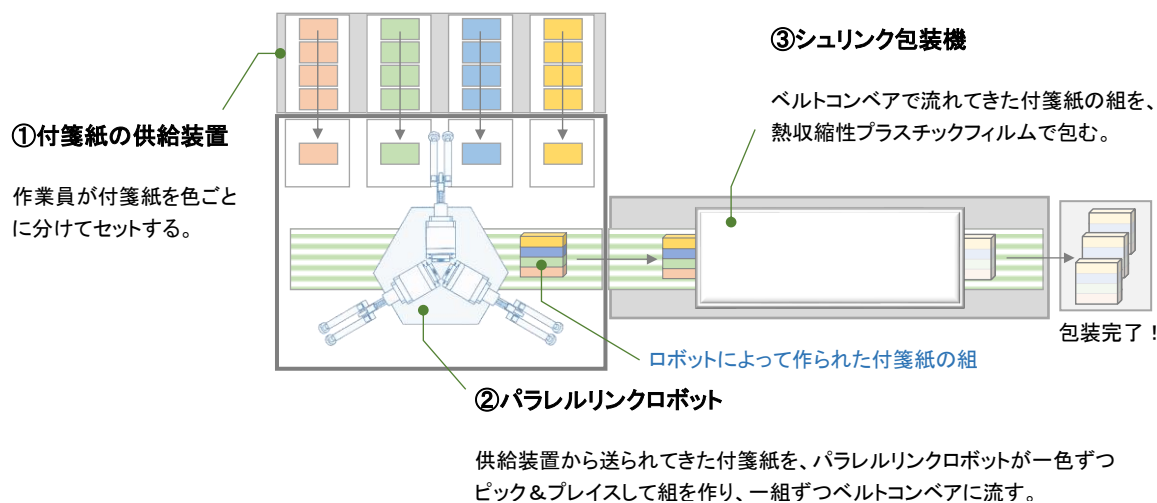 ③シュリンク包装機
ベルトコンベアで流れてきた付箋紙の組を、
熱収縮性プラスチックフィルムで包む。
①付箋紙の供給装置
作業員が付箋紙を色ごと
に分けてセットする。
包装完了！
ロボットによって作られた付箋紙の組
②パラレルリンクロボット
供給装置から送られてきた付箋紙を、パラレルリンクロボットが一色ずつ
ピック＆プレイスして組を作り、一組ずつベルトコンベアに流す。